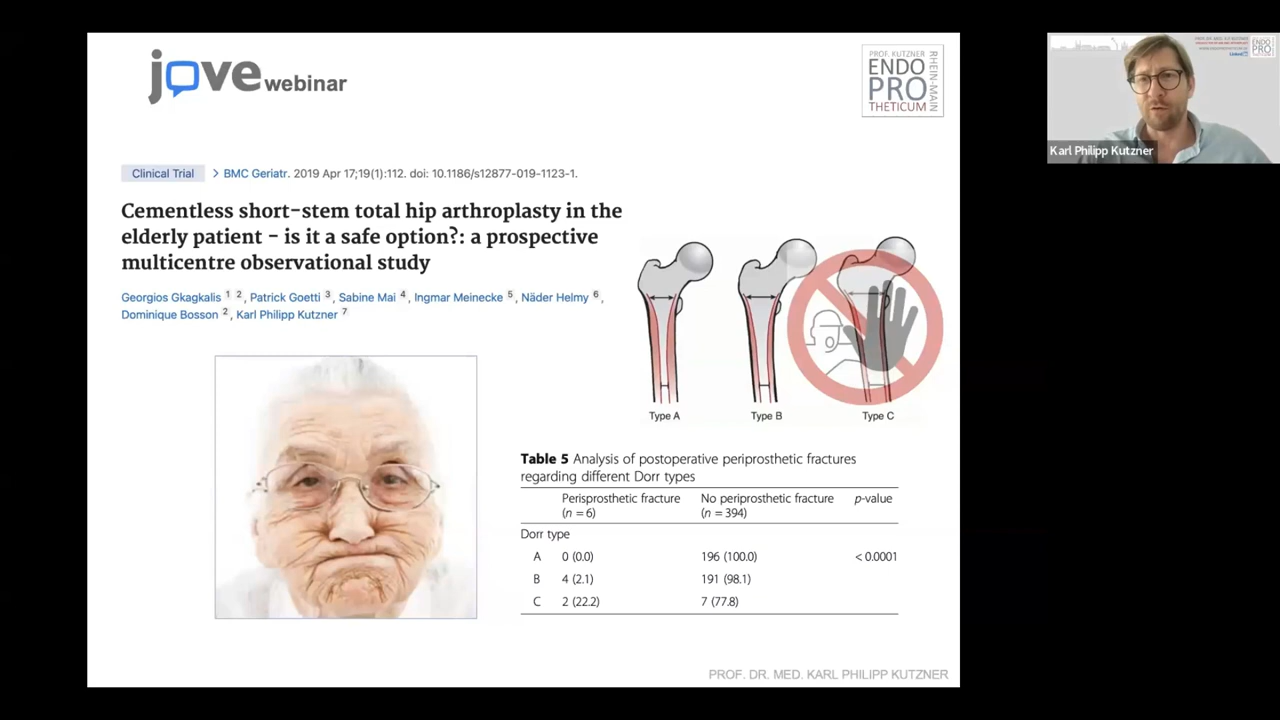 jove webinar
PROF. KUTZNER
ENDO
PRO
THETICUM
RHEIN-MAIN
Clinical Trial > BMC Geriatr. 2019 Apr 17;19(1):112. doi: 10.1186/s12877-019-1123-1.
Cementless short-stem total hip arthroplasty in the
elderly patient - is it a safe option?: a prospective
multicentre observational study
Georgios Gkagkalis 1 2, Patrick Goetti 3, Sabine Mai 4, Ingmar Meinecke 5, Näder Helmy 6,
Dominique Bosson 2, Karl Philipp Kutzner 7
Type A Type B Type C
Table 5 Analysis of postoperative periprosthetic fractures
regarding different Dorr types
Perisprosthetic fracture No periprosthetic fracture p-value
(n = 6) (n = 394)
Dorr type
A 0 (0.0) 196 (100.0) < 0.0001
B 4 (2.1) 191 (98.1)
C 2 (22.2) 7 (77.8)
PROF. DR. MED. KARL PHILIPP KUTZNER
ENDO
PRO
Karl Philipp Kutzner